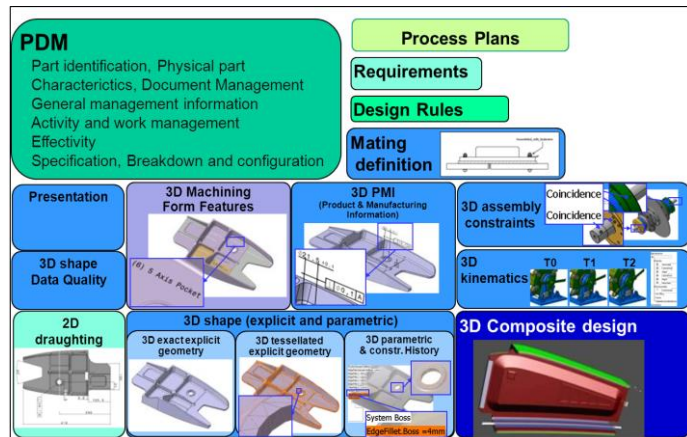 PDM
Part identification, Physical part
Characterictics, Document Management
General management information
Activity and work management
Effectivity
Specification, Breakdown and configuration
Process Plans
Requirements
Design Rules
Mating
definition
Presentation
3D shape
Data Quality
3D Machining
Form Features
(8) 5 Axis Pocket
3D PMI
(Product & Manufacturing
Information)
3D assembly
constraints
Coincidence
Coincidence
3D
kinematics
T0
T1
T2
2D
draughting
3D shape (explicit and parametric)
3D exact explicit
geometry
3D tessellated
explicit geometry
3D parametric
& constr. History
System Boss
EdgeFillet.Boss =4mm
3D Composite design